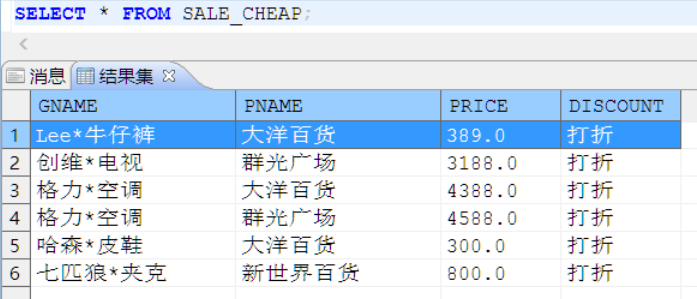 SELECT * FROM SALE_CHEAP;
消息 结果集
GNAME PNAME PRICE DISCOUNT
1 Lee*牛仔裤 大洋百货 389.0 打折
2 创维*电视 群光广场 3188.0 打折
3 格力*空调 大洋百货 4388.0 打折
4 格力*空调 群光广场 4588.0 打折
5 哈森*皮鞋 大洋百货 300.0 打折
6 七匹狼*夹克 新世界百货 800.0 打折